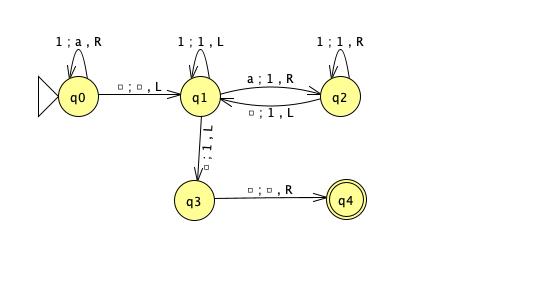 1 ; a , R
1 ; 1 , L
1 ; 1 , R
□ ; □ , L
a ; 1 , R
q0
q1
q2
□ ; 1 , L
□ ; 1 , L
□ ; □ , R
q3
q4